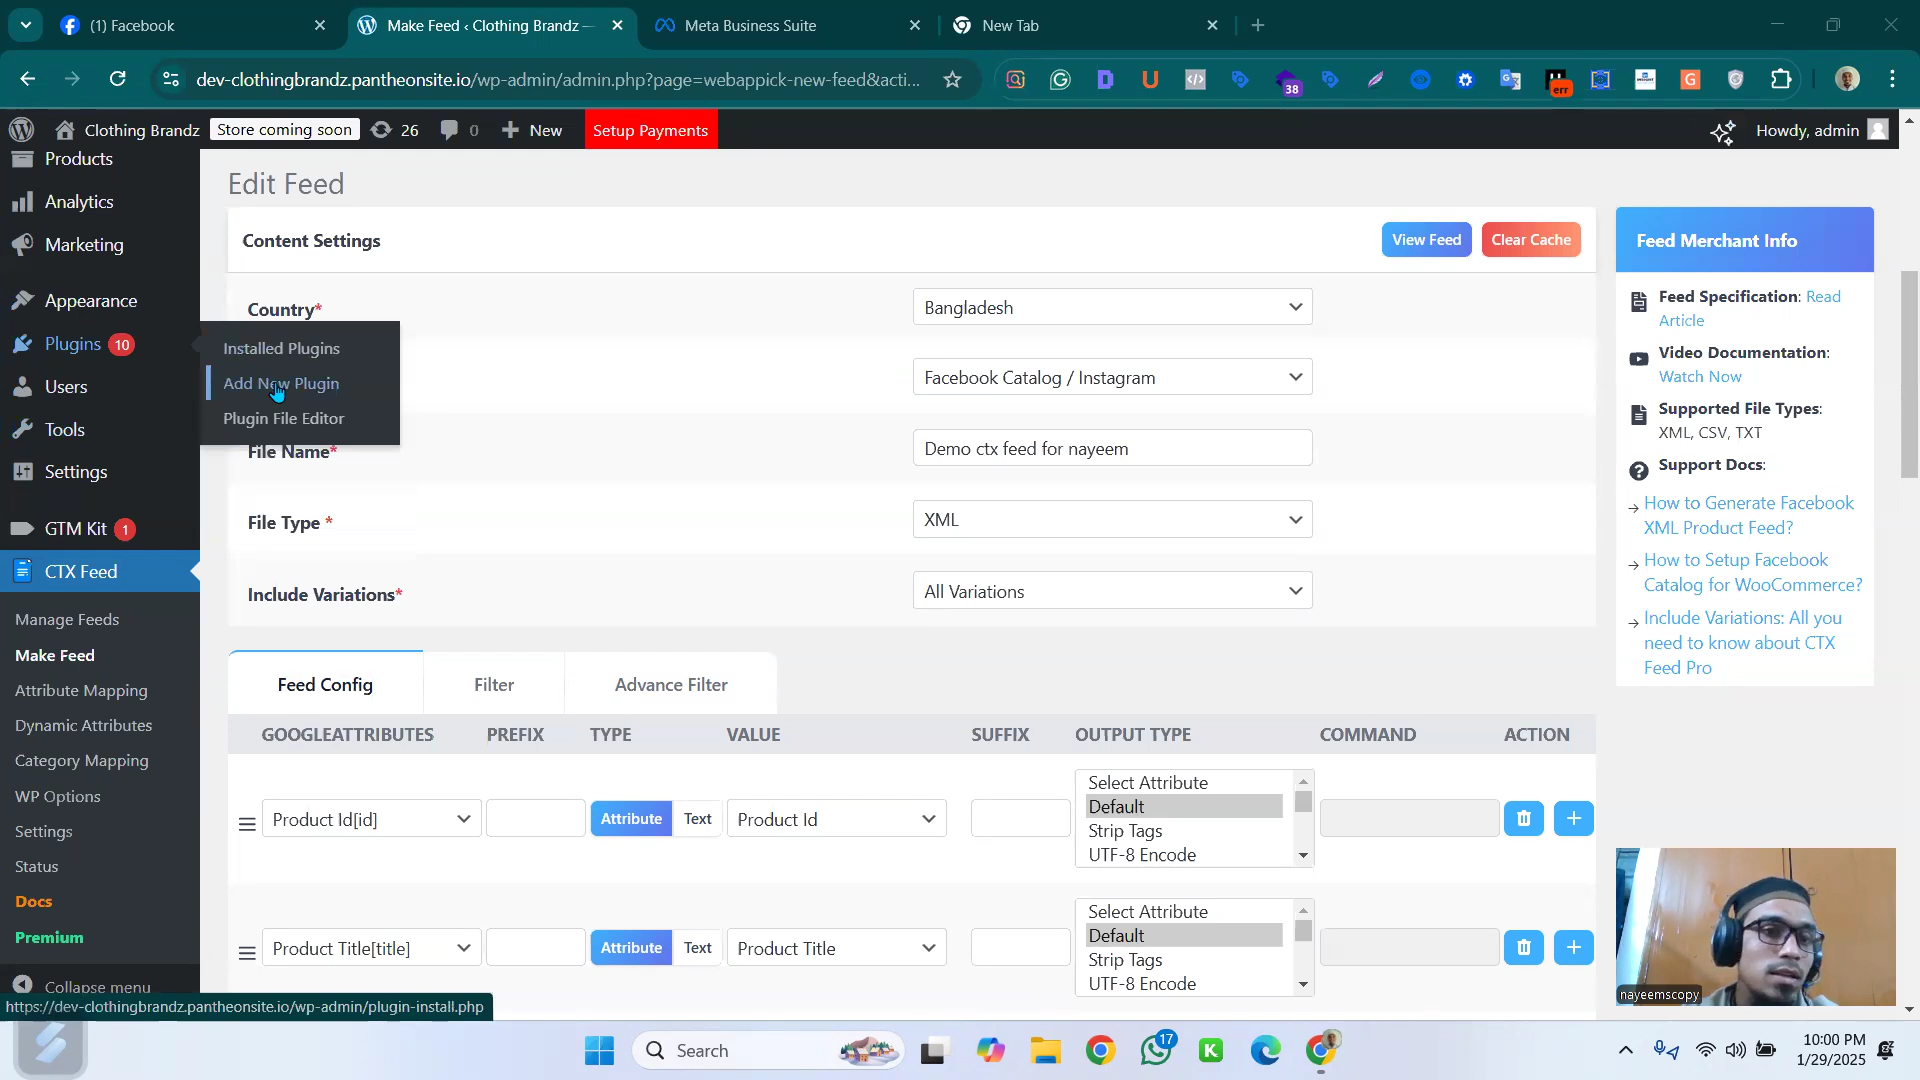 (1) Facebook
Make Feed ‹ Clothing Brandz —
Meta Business Suite
New Tab
dev-clothingbrandz.pantheonsite.io/wp-admin/admin.php?page=webappick-new-feed&acti...
38
err
Clothing Brandz
Store coming soon
26
0
New
Setup Payments
Howdy, admin
Products
Analytics
Marketing
Appearance
Plugins 10
Users
Tools
Settings
GTM Kit 1
CTX Feed
Manage Feeds
Make Feed
Attribute Mapping
Dynamic Attributes
Category Mapping
WP Options
Settings
Status
Docs
Premium
Collapse menu
Installed Plugins
Add New Plugin
Plugin File Editor
Edit Feed
Content Settings
View Feed
Clear Cache
Country*
Bangladesh
Facebook Catalog / Instagram
File Name*
Demo ctx feed for nayeem
File Type *
XML
Include Variations*
All Variations
Feed Config
Filter
Advance Filter
GOOGLEATTRIBUTES PREFIX TYPE VALUE SUFFIX OUTPUT TYPE COMMAND ACTION
Product Id[id]
Attribute Text
Product Id
Select Attribute
Default
Strip Tags
UTF-8 Encode
Product Title[title]
Attribute Text
Product Title
Select Attribute
Default
Strip Tags
UTF-8 Encode
Feed Merchant Info
Feed Specification: Read
Article
Video Documentation:
Watch Now
Supported File Types:
XML, CSV, TXT
Support Docs:
How to Generate Facebook
XML Product Feed?
How to Setup Facebook
Catalog for WooCommerce?
Include Variations: All you
need to know about CTX
Feed Pro
nayeemscopy
https://dev-clothingbrandz.pantheonsite.io/wp-admin/plugin-install.php
Search
17
10:00 PM
1/29/2025